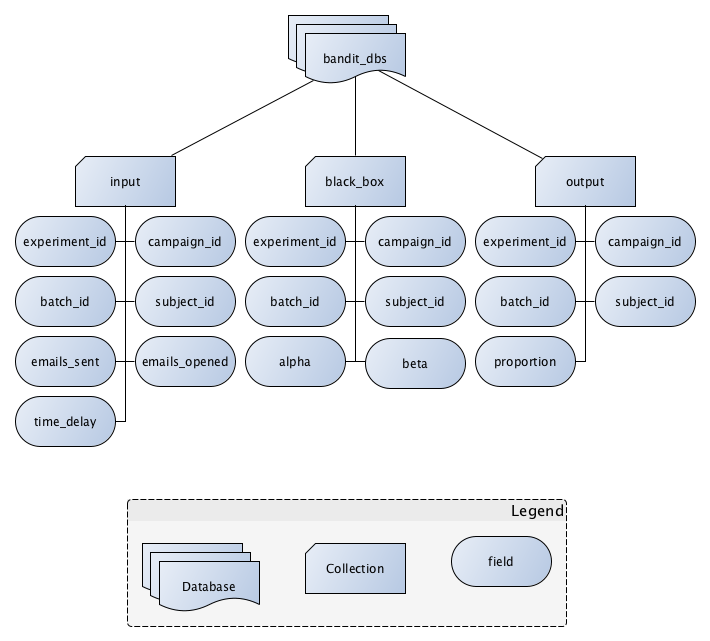 bandit_dbs
input
black_box
output
experiment_id
campaign_id
experiment_id
campaign_id
experiment_id
campaign_id
batch_id
subject_id
batch_id
subject_id
batch_id
subject_id
emails_sent
emails_opened
alpha
beta
proportion
time_delay
Legend
Database
Collection
field